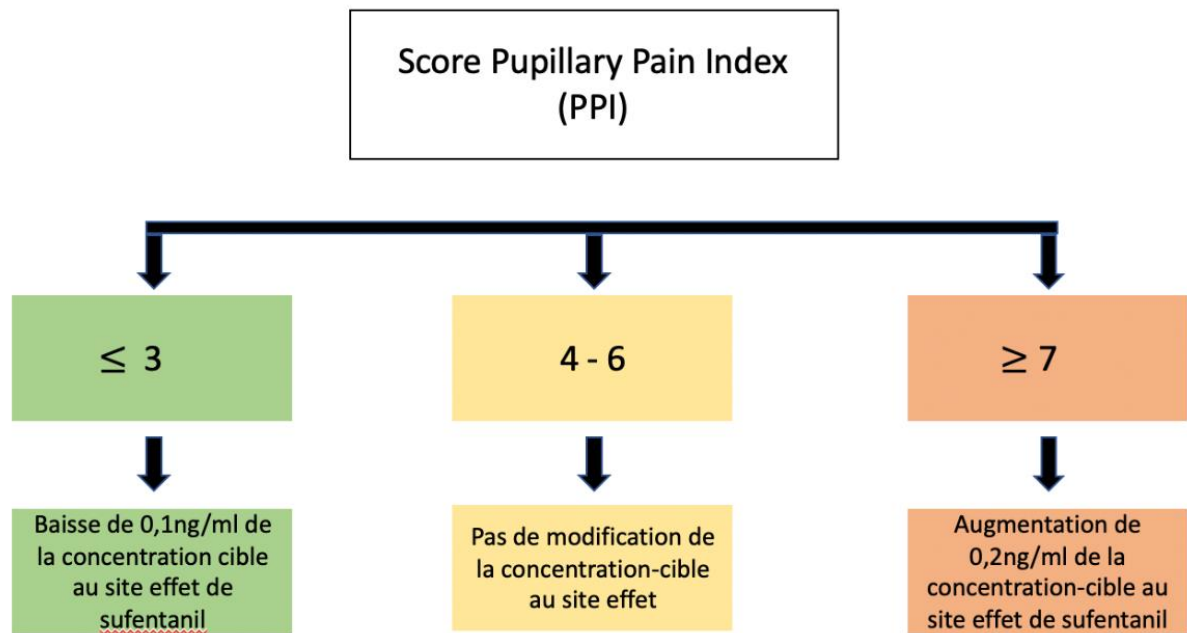 Score Pupillary Pain Index
(PPI)
≤ 3
4 - 6
≥ 7
Baisse de 0,1ng/ml de
la concentration cible
au site effet de
sufentanil
Pas de modification de
la concentration-cible
au site effet
Augmentation de
0,2ng/ml de la
concentration-cible au
site effet de sufentanil